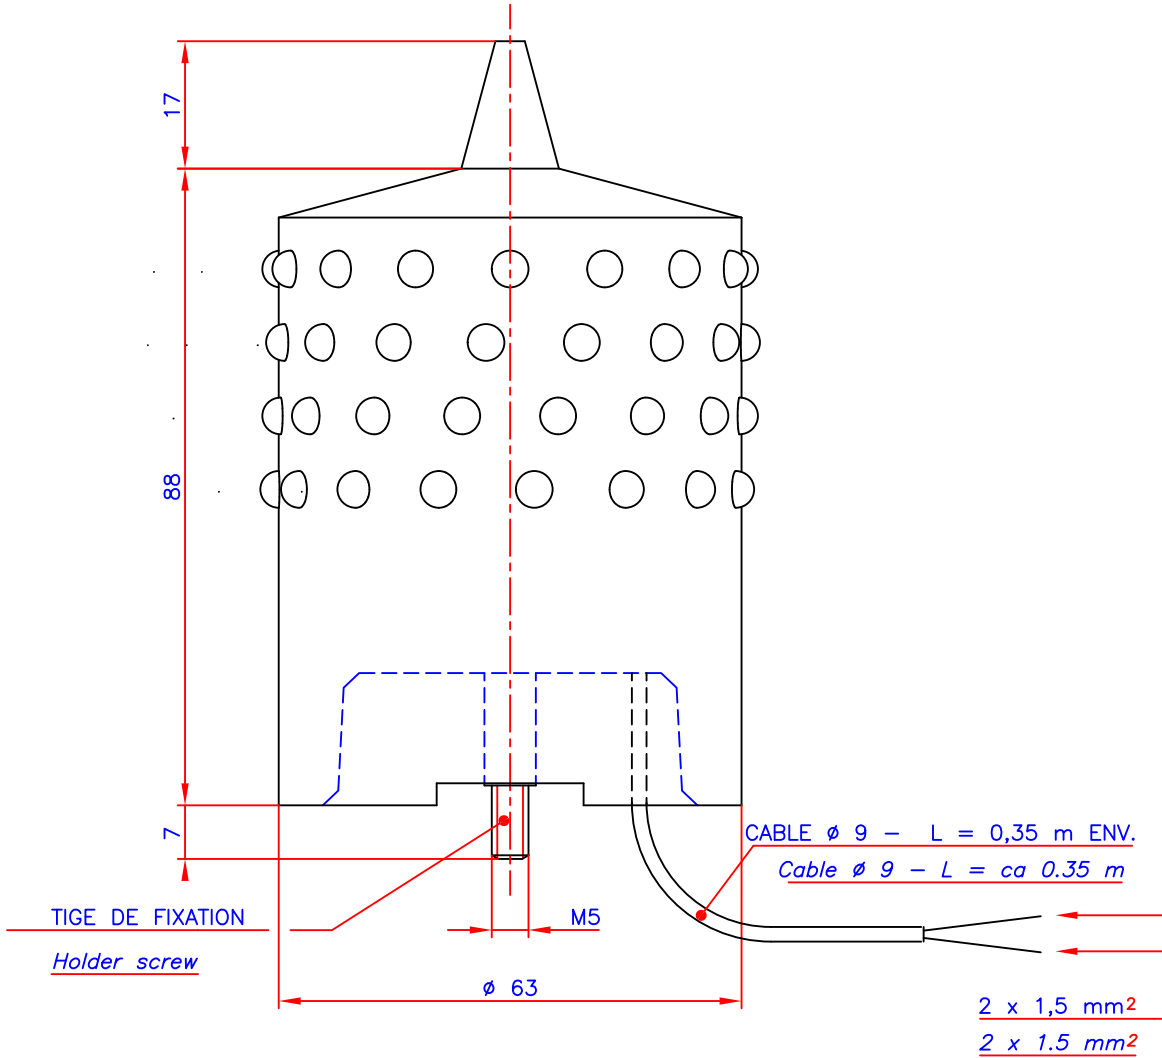 17
88
7
CABLE ø 9 - L = 0,35 m ENV.
Cable ø 9 - L = ca 0.35 m
TIGE DE FIXATION
Holder screw
M5
ø 63
2 x 1,5 mm²
2 x 1.5 mm²